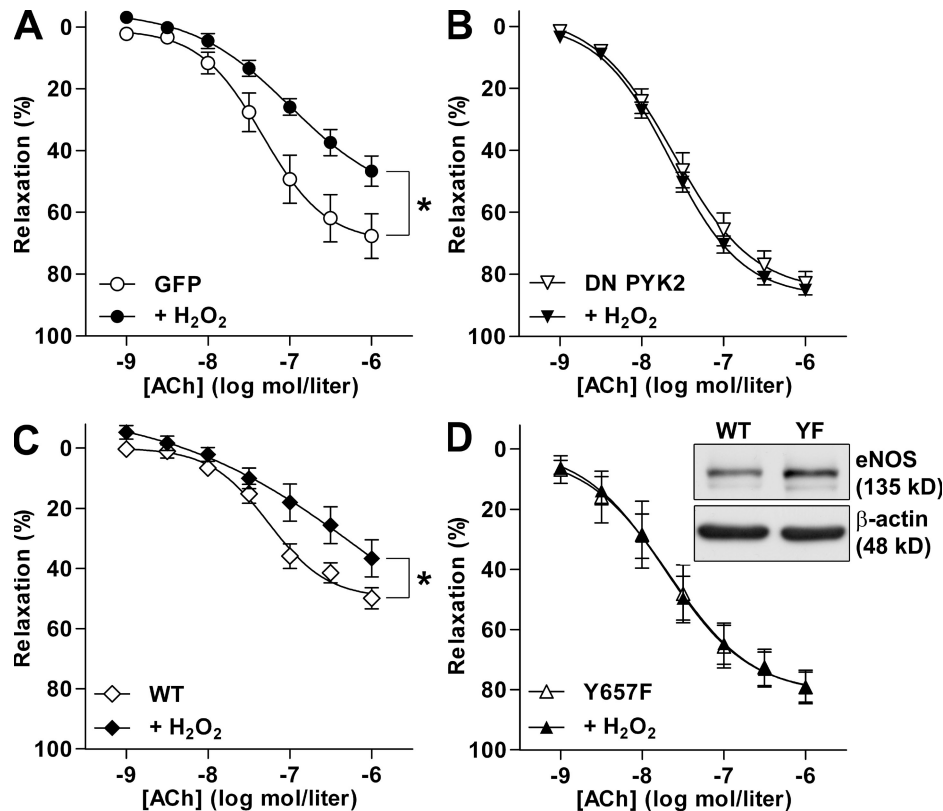 A
0
20
40
60
80
100
Relaxation (%)
GFP
+ H₂O₂
*
-9 -8 -7 -6
[ACh] (log mol/liter)
B
0
20
40
60
80
100
Relaxation (%)
DN PYK2
+ H₂O₂
-9 -8 -7 -6
[ACh] (log mol/liter)
C
0
20
40
60
80
100
Relaxation (%)
WT
+ H₂O₂
*
-9 -8 -7 -6
[ACh] (log mol/liter)
D
WT YF
eNOS
(135 kD)
β-actin
(48 kD)
0
20
40
60
80
100
Relaxation (%)
Y657F
+ H₂O₂
-9 -8 -7 -6
[ACh] (log mol/liter)